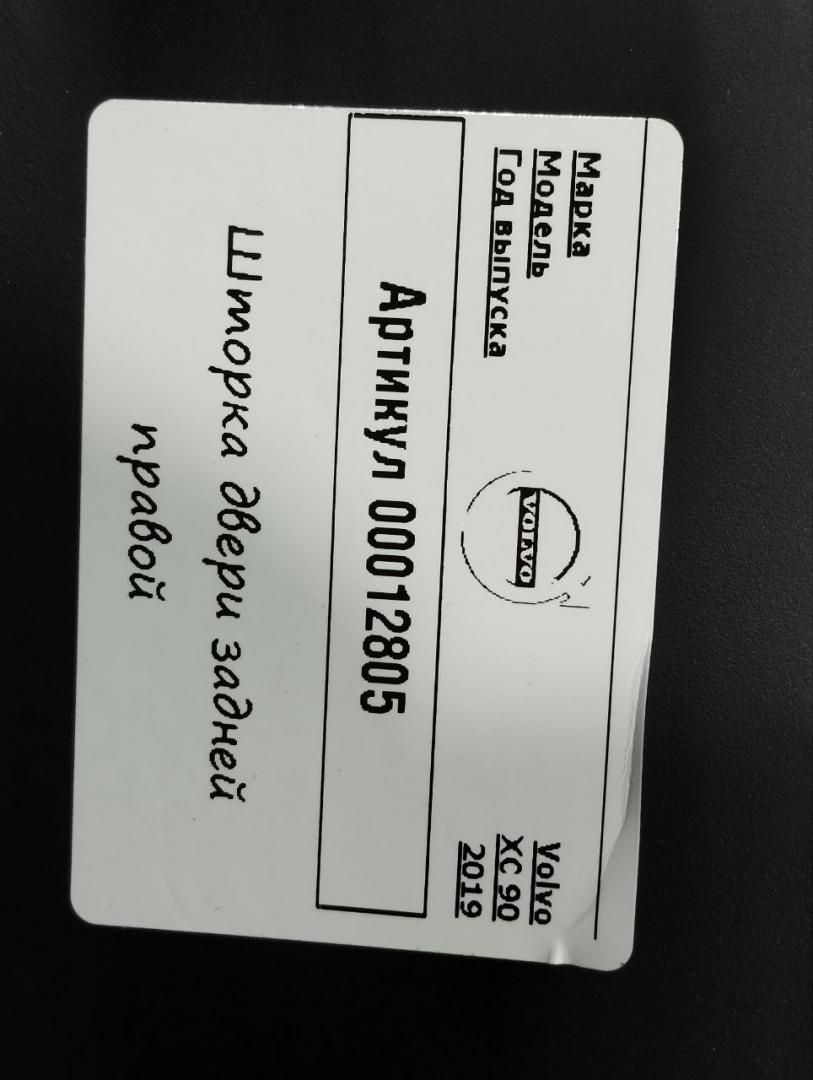 Марка Volvo
Модель XC 90
Год выпуска 2019
VOLVO
Артикул 00012805
Шторка двери задней
правой